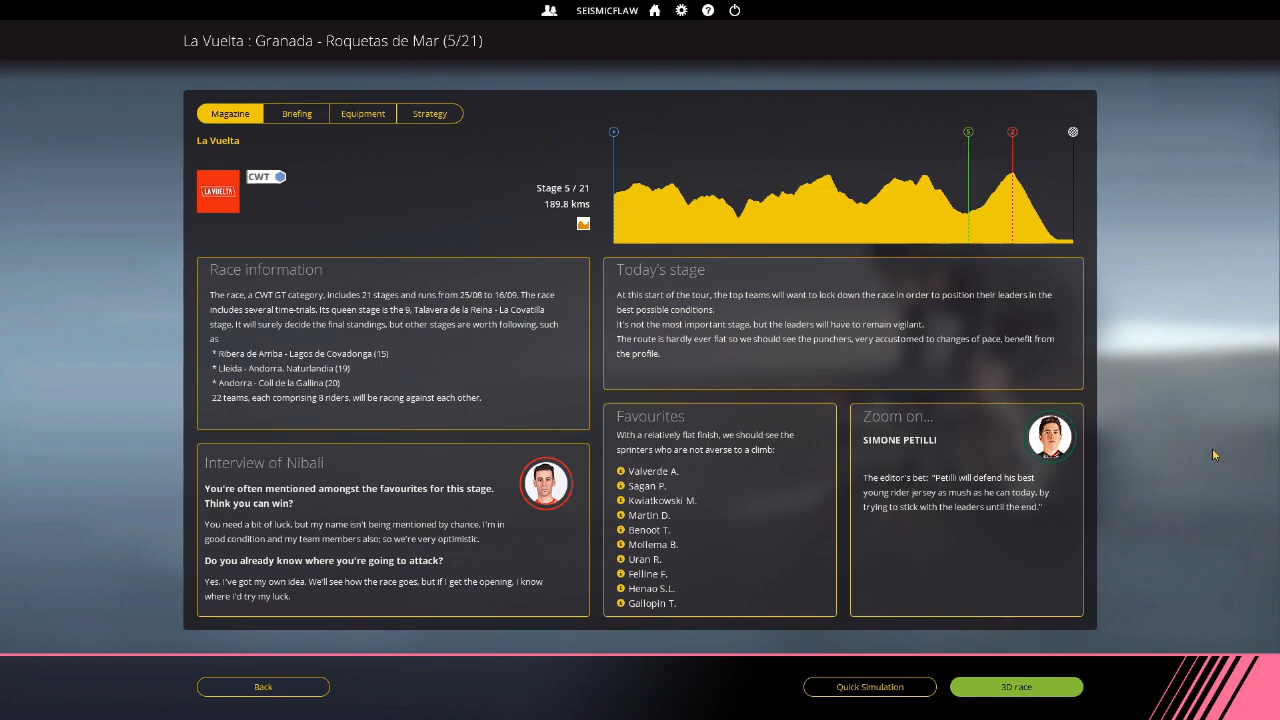 SEISMICFLAW
La Vuelta : Granada - Roquetas de Mar (5/21)
Magazine
Briefing
Equipment
Strategy
La Vuelta
LA VUELTA
CWT
Stage 5 / 21
189.8 kms
S
2
Race information
The race, a CWT GT category, includes 21 stages and runs from 25/08 to 16/09. The race
includes several time-trials. Its queen stage is the 9, Talavera de la Reina - La Covatilla
stage. It will surely decide the final standings, but other stages are worth following, such
as
* Ribera de Arriba - Lagos de Covadonga (15)
* Lleida - Andorra. Naturlandia (19)
* Andorra - Coll de la Gallina (20)
22 teams, each comprising 8 riders, will be racing against each other.
Today's stage
At this start of the tour, the top teams will want to lock down the race in order to position their leaders in the
best possible conditions.
It's not the most important stage, but the leaders will have to remain vigilant.
The route is hardly ever flat so we should see the punchers, very accustomed to changes of pace, benefit from
the profile.
Interview of Nibali
You're often mentioned amongst the favourites for this stage.
Think you can win?
You need a bit of luck, but my name isn't being mentioned by chance. I'm in
good condition and my team members also; so we're very optimistic.
Do you already know where you're going to attack?
Yes, I've got my own idea. We'll see how the race goes, but if I get the opening, I know
where I'd try my luck.
Favourites
With a relatively flat finish, we should see the
sprinters who are not averse to a climb:
Valverde A.
Sagan P.
Kwiatkowski M.
Martin D.
Benoot T.
Mollema B.
Uran R.
Felline F.
Henao S.L.
Gallopin T.
Zoom on...
SIMONE PETILLI
The editor's bet: "Petilli will defend his best
young rider jersey as much as he can today, by
trying to stick with the leaders until the end."
Back
Quick Simulation
3D race